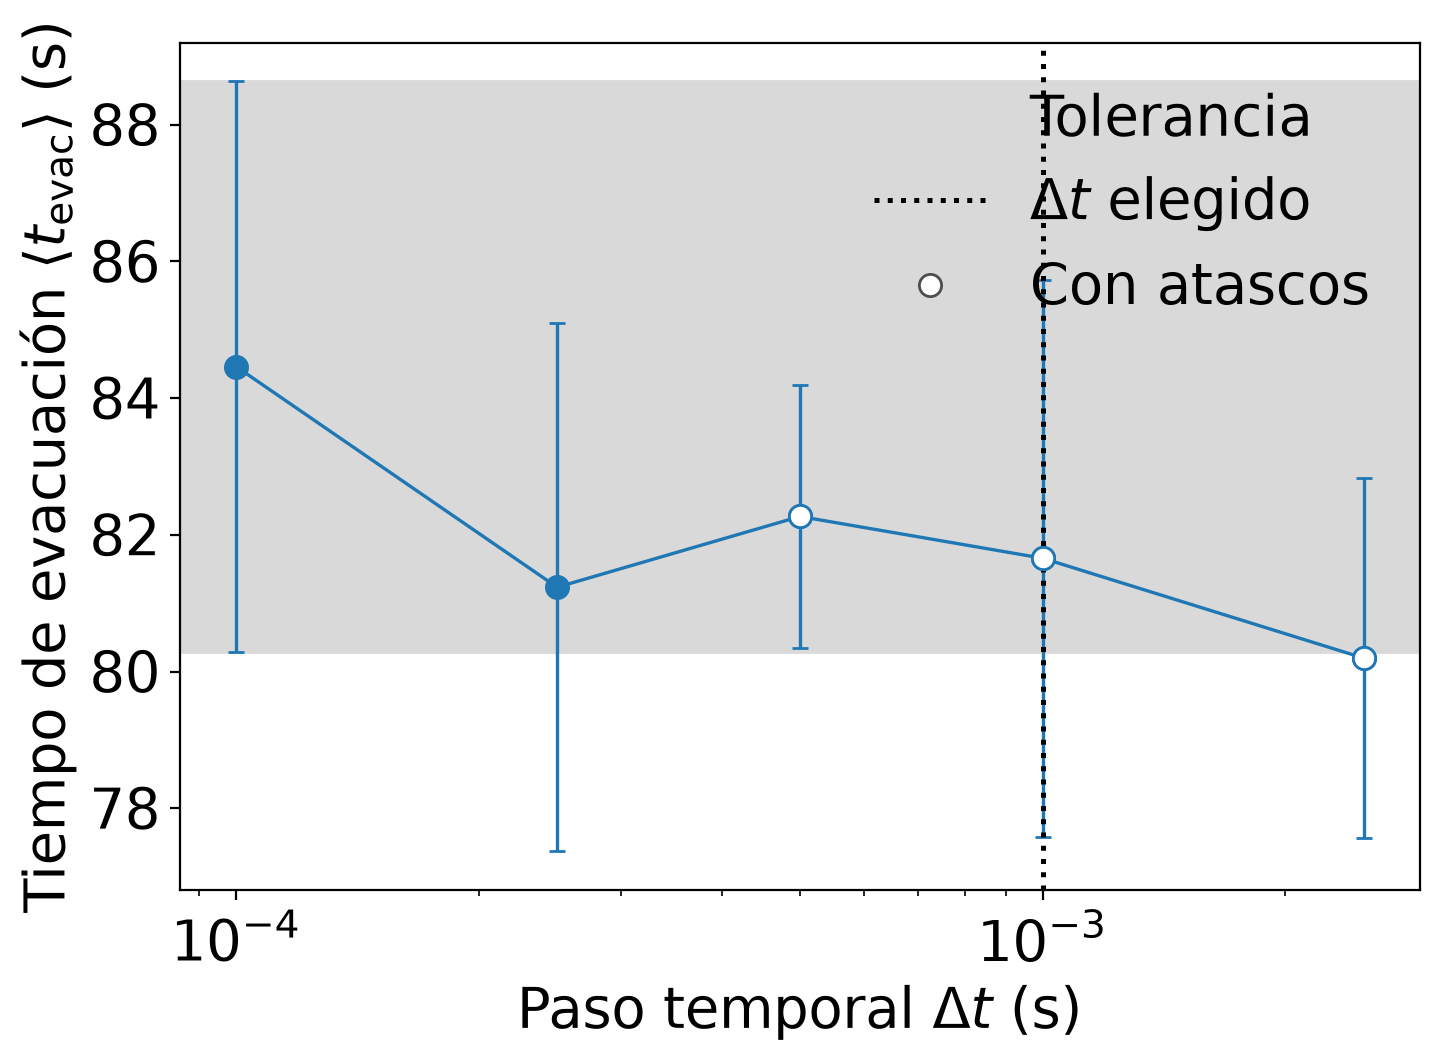 Tiempo de evacuación ⟨t_evac⟩ (s)
88
86
84
82
80
78
Tolerancia
Δt elegido
Con atascos
10⁻⁴
10⁻³
Paso temporal Δt (s)